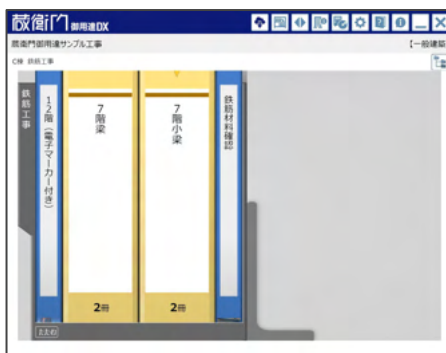 蔵衛門御用達DX
蔵衛門御用達サンプル工事
【一般建築
C棟 鉄筋工事
鉄筋工事
12階(電子マーカー付き)
7階梁
7階小梁
鉄筋材料確認
2冊
2冊
たたむ